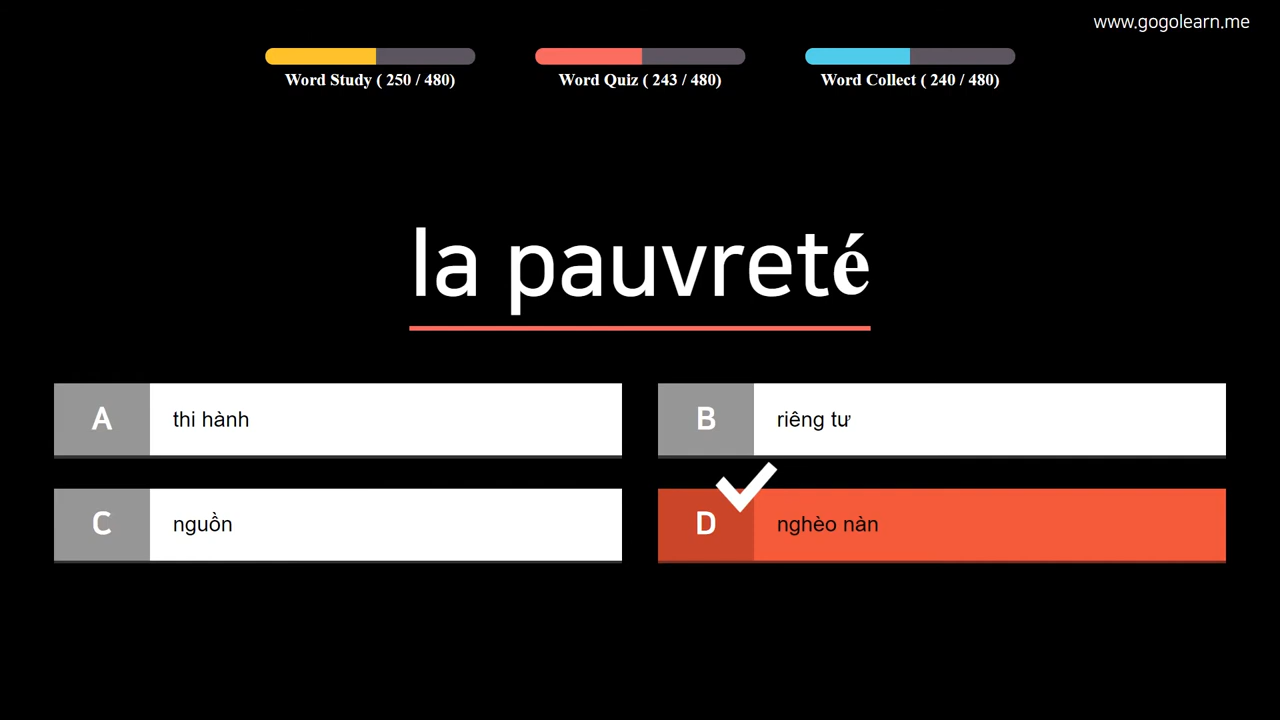 www.gogolearn.me
Word Study ( 250 / 480)
Word Quiz ( 243 / 480)
Word Collect ( 240 / 480)
la pauvreté
A thi hành
B riêng tư
C nguồn
D nghèo nàn